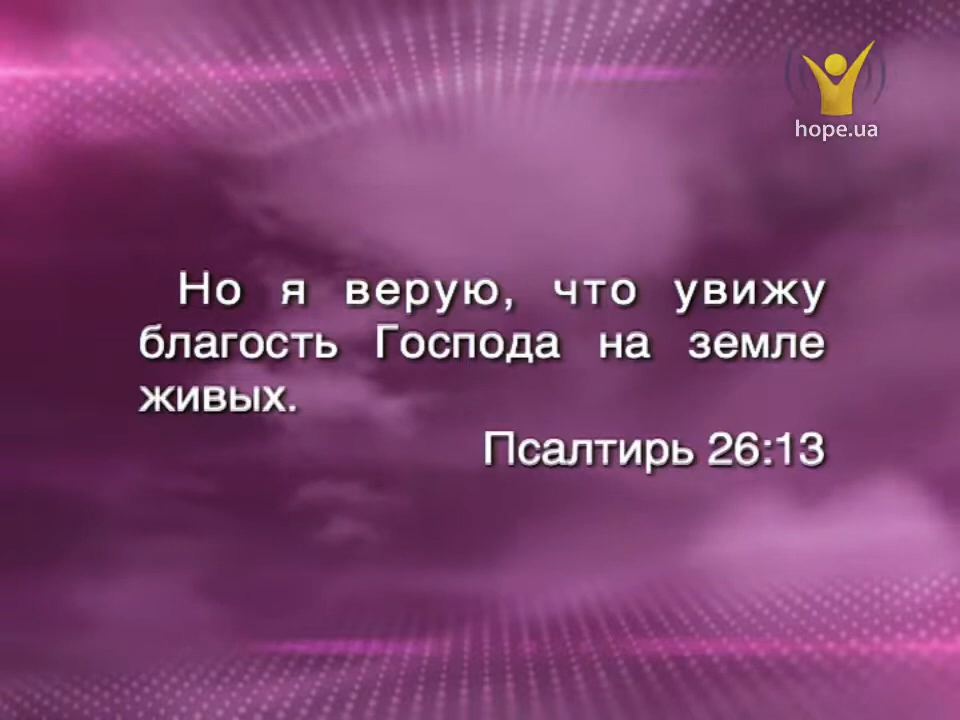 hope.ua
Но я верую, что увижу
благость Господа на земле
живых.
Псалтирь 26:13